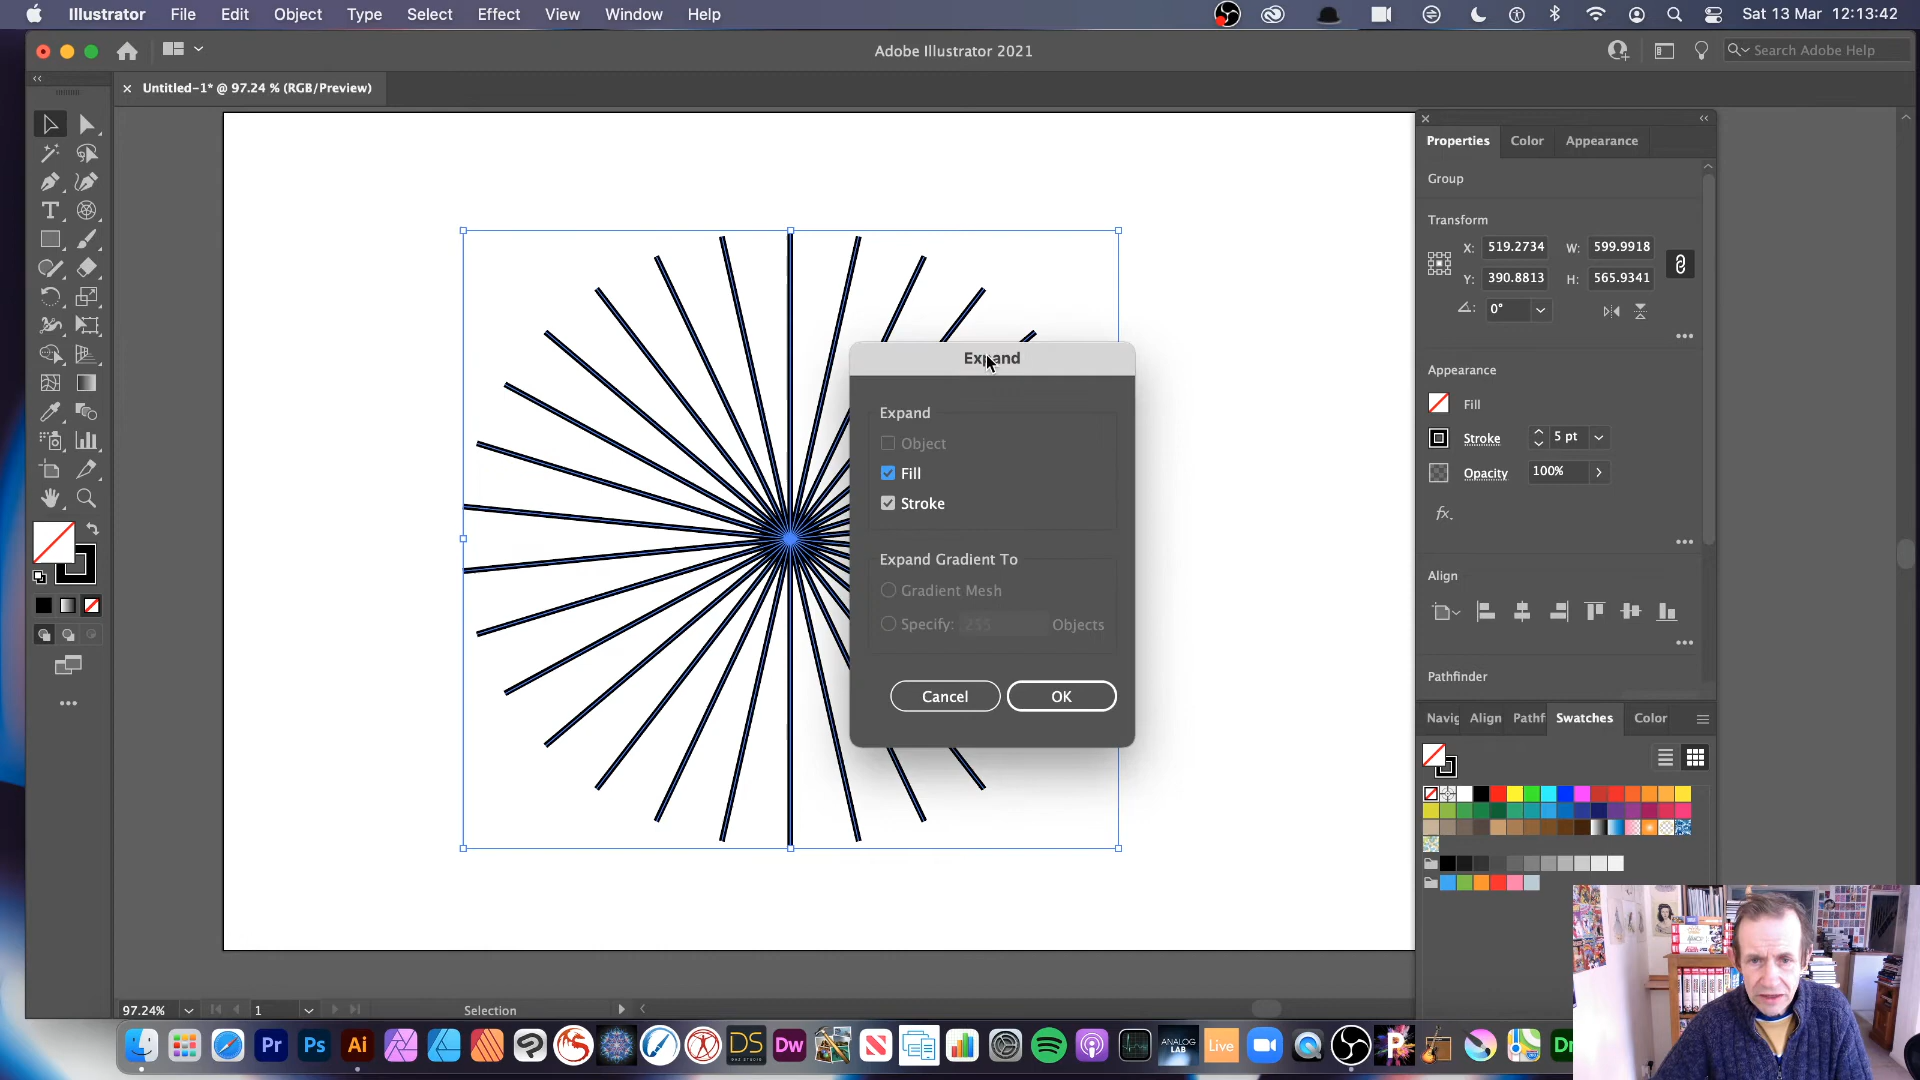 Illustrator File Edit Object Type Select Effect View Window Help
Sat 13 Mar 12:13:42
Adobe Illustrator 2021
Search Adobe Help
Untitled-1* @ 97.24 % (RGB/Preview)
Properties Color Appearance
Group
Transform
X: 519.2734 W: 599.9918
Y: 390.8813 H: 565.9341
0°
Appearance
Fill
Stroke 5 pt
Opacity 100%
fx.
Align
Pathfinder
Navig Align Pathf Swatches Color
Expand
Expand
Object
Fill
Stroke
Expand Gradient To
Gradient Mesh
Specify: 255 Objects
Cancel OK
97.24% 1 Selection
Pr Ps Ai DS Dw N ANALOG LAB Live P Dn